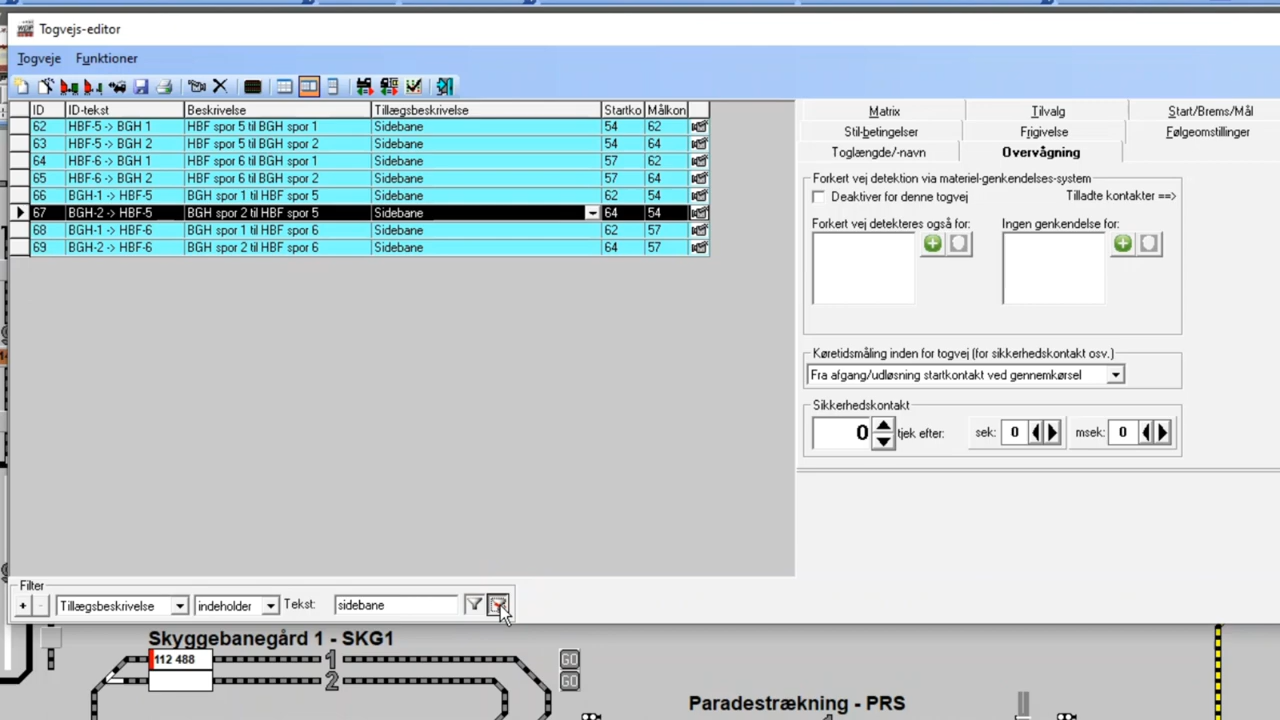 Togvejs-editor
Togveje Funktioner
ID ID-tekst Beskrivelse Tillægsbeskrivelse Startko Målkon
62 HBF-5 -> BGH 1 HBF spor 5 til BGH spor 1 Sidebane 54 62
63 HBF-5 -> BGH 2 HBF spor 5 til BGH spor 2 Sidebane 54 64
64 HBF-6 -> BGH 1 HBF spor 6 til BGH spor 1 Sidebane 57 62
65 HBF-6 -> BGH 2 HBF spor 6 til BGH spor 2 Sidebane 57 64
66 BGH-1 -> HBF-5 BGH spor 1 til HBF spor 5 Sidebane 62 54
67 BGH-2 -> HBF-5 BGH spor 2 til HBF spor 5 Sidebane 64 54
68 BGH-1 -> HBF-6 BGH spor 1 til HBF spor 6 Sidebane 62 57
69 BGH-2 -> HBF-6 BGH spor 2 til HBF spor 6 Sidebane 64 57
Matrix Tilvalg Start/Brems/Mål
Stil-betingelser Frigivelse Følgeomstillinger
Toglængde/-navn Overvågning
Forkert vej detektion via materiel-genkendelses-system
Deaktiver for denne togvej Tilladte kontakter ==>
Forkert vej detekteres også for: Ingen genkendelse for:
Køretidsmåling inden for togvej (for sikkerhedskontakt osv.)
Fra afgang/udløsning startkontakt ved gennemkørsel
Sikkerhedskontakt
0 tjek efter: sek: 0 msek: 0
Filter
+ - Tillægsbeskrivelse indeholder Tekst: sidebane
Skyggebanegård 1 - SKG1
112 488 1 GO
2 GO
Paradestrækning - PRS